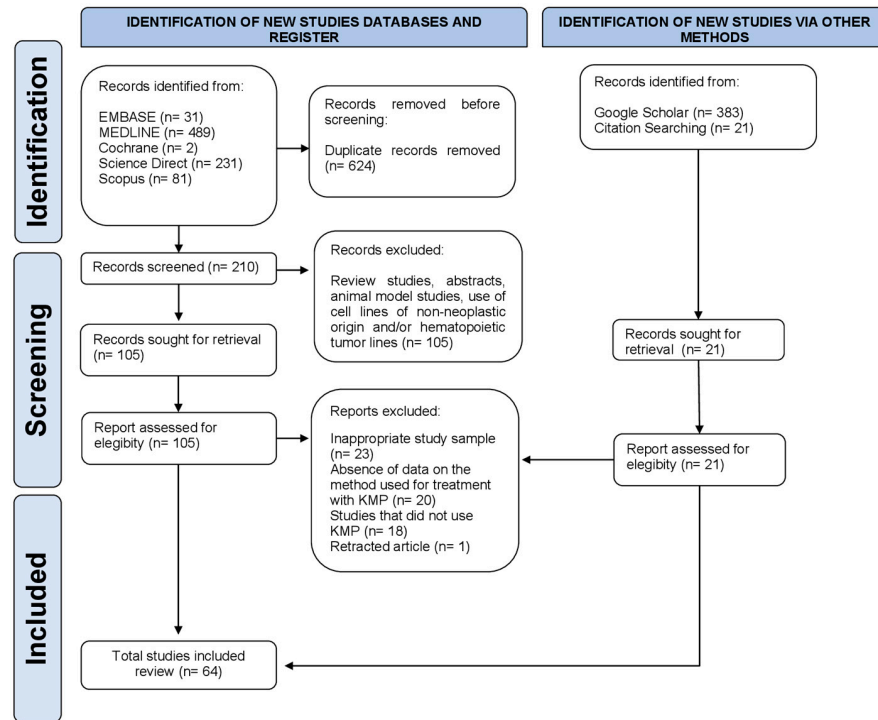 IDENTIFICATION OF NEW STUDIES DATABASES AND
REGISTER
IDENTIFICATION OF NEW STUDIES VIA OTHER
METHODS
Identification
Records identified from:
EMBASE (n= 31)
MEDLINE (n= 489)
Cochrane (n= 2)
Science Direct (n= 231)
Scopus (n= 81)
Records removed before
screening:
Duplicate records removed
(n= 624)
Records identified from:
Google Scholar (n= 383)
Citation Searching (n= 21)
Screening
Records screened (n= 210)
Records excluded:
Review studies, abstracts,
animal model studies, use of
cell lines of non-neoplastic
origin and/or hematopoietic
tumor lines (n= 105)
Records sought for retrieval
(n= 105)
Records sought for
retrieval (n= 21)
Report assessed for
elegibity (n= 105)
Reports excluded:
Inappropriate study sample
(n= 23)
Absence of data on the
method used for treatment
with KMP (n= 20)
Studies that did not use
KMP (n= 18)
Retracted article (n= 1)
Report assessed for
elegibity (n= 21)
Included
Total studies included
review (n= 64)